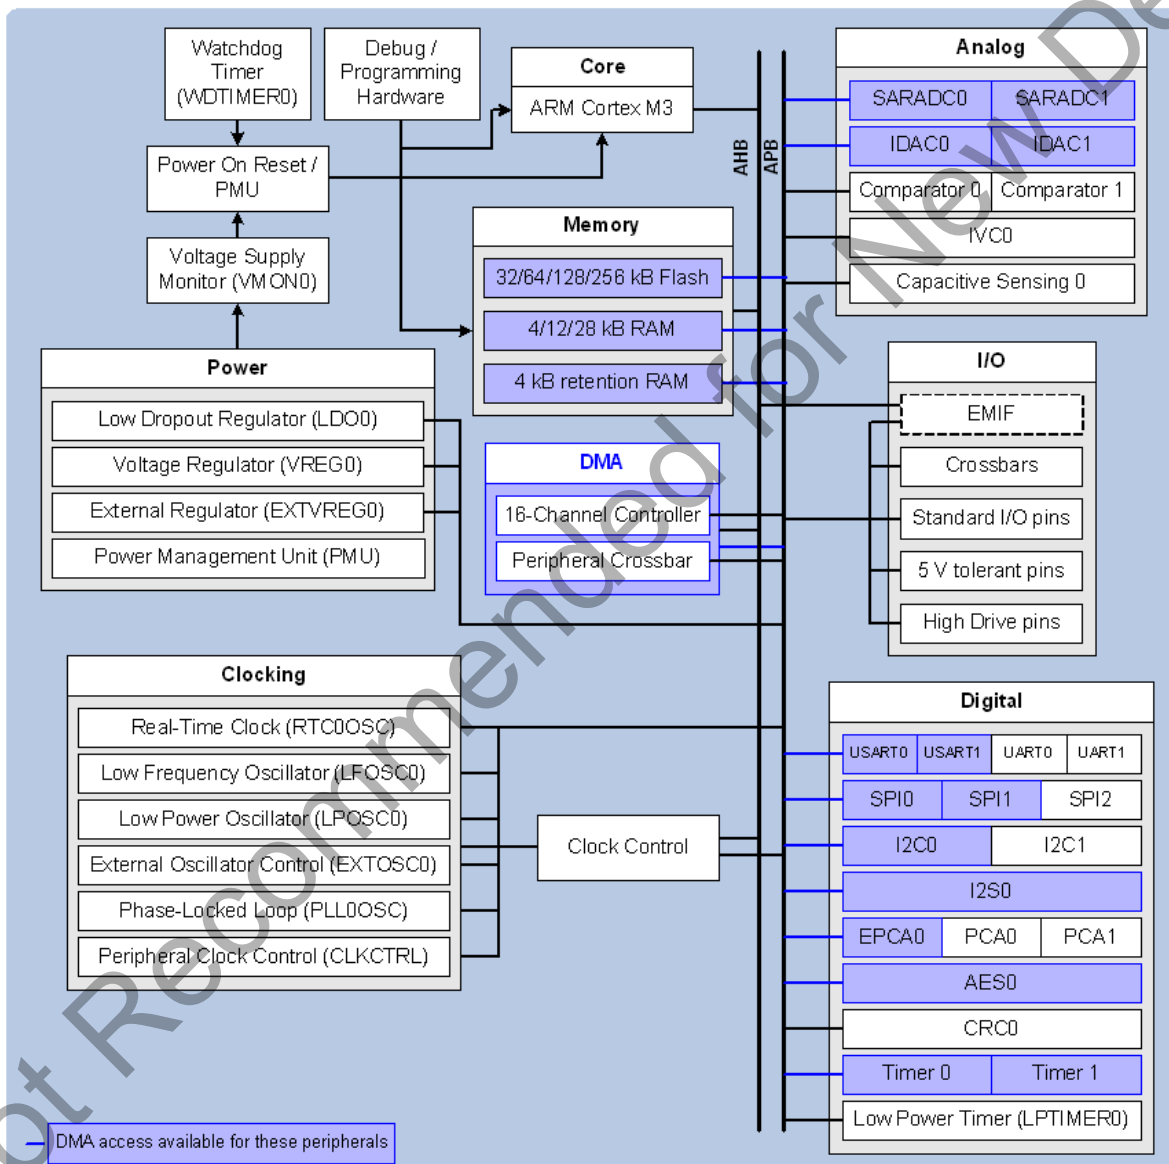 Watchdog
Timer
(WDTIMER0)
Debug /
Programming
Hardware
Core
ARM Cortex M3
Power On Reset /
PMU
Voltage Supply
Monitor (VMON0)
AHB
APB
Analog
SARADC0 SARADC1
IDAC0 IDAC1
Comparator 0 Comparator 1
IVC0
Capacitive Sensing 0
Memory
32/64/128/256 kB Flash
4/12/28 kB RAM
4 kB retention RAM
Power
Low Dropout Regulator (LDO0)
Voltage Regulator (VREG0)
External Regulator (EXTVREG0)
Power Management Unit (PMU)
DMA
16-Channel Controller
Peripheral Crossbar
I/O
EMIF
Crossbars
Standard I/O pins
5 V tolerant pins
High Drive pins
Clocking
Real-Time Clock (RTC0OSC)
Low Frequency Oscillator (LFOSC0)
Low Power Oscillator (LPOSC0)
External Oscillator Control (EXTOSC0)
Phase-Locked Loop (PLL0OSC)
Peripheral Clock Control (CLKCTRL)
Clock Control
Digital
USART0 USART1 UART0 UART1
SPI0 SPI1 SPI2
I2C0 I2C1
I2S0
EPCA0 PCA0 PCA1
AES0
CRC0
Timer 0 Timer 1
Low Power Timer (LPTIMER0)
DMA access available for these peripherals
ot Recommended for New De